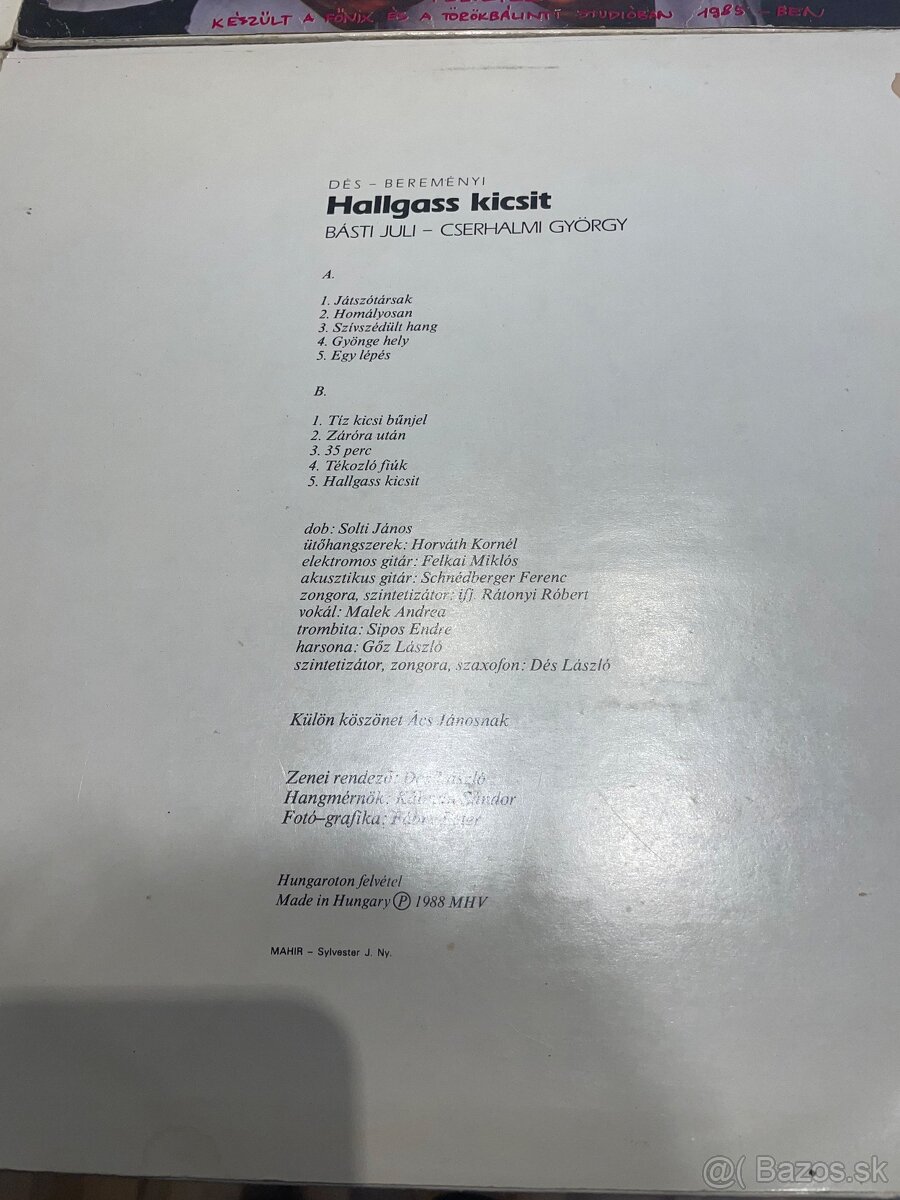 KÉSZÜLT A FŐNIX ÉS A TÖRÖKBÁLINTI STUDIÓBAN, 1985-BEN
DÉS – BEREMÉNYI
Hallgass kicsit
BÁSTI JULI – CSERHALMI GYÖRGY
A.
1. Játszótársak
2. Homályosan
3. Szívszédült hang
4. Gyönge hely
5. Egy lépés
B.
1. Tíz kicsi bűnjel
2. Záróra után
3. 35 perc
4. Tékozló fiúk
5. Hallgass kicsit
dob: Solti János
ütőhangszerek: Horváth Kornél
elektromos gitár: Felkai Miklós
akusztikus gitár: Schnédberger Ferenc
zongora, szintetizátor: ifj. Rátonyi Róbert
vokál: Malek Andrea
trombita: Sipos Endre
harsona: Gőz László
szintetizátor, zongora, szaxofon: Dés László
Külön köszönet Ács Jánosnak
Zenei rendező: Dés László
Hangmérnök: Sándor
Fotó–grafika:
Hungaroton felvétel
Made in Hungary Ⓟ 1988 MHV
MAHIR – Sylvester J. Ny.
@( Bazos.sk